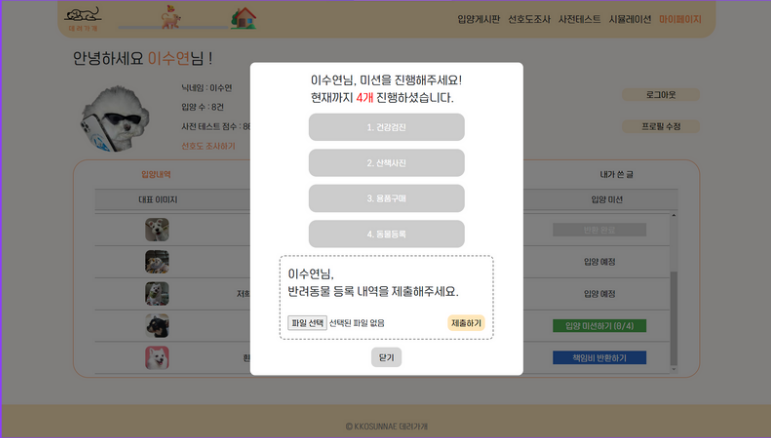 데려가개
입양게시판 선호도조사 사전테스트 시뮬레이션 마이페이지
안녕하세요 이수연님 !
닉네임 : 이수연
입양 수 : 8건
사전 테스트 점수 :
선호도 조사하기
로그아웃
프로필 수정
이수연님, 미션을 진행해주세요!
현재까지 4개 진행하셨습니다.
1. 건강검진
2. 산책사진
3. 용품구매
4. 동물등록
이수연님,
반려동물 등록 내역을 제출해주세요.
파일 선택 선택된 파일 없음
제출하기
닫기
입양내역
내가 쓴 글
대표 이미지
입양 미션
반환 완료
입양 예정
입양 예정
입양 미션하기 (0/4)
책임비 반환하기
© KKOSUNNAE 데려가개